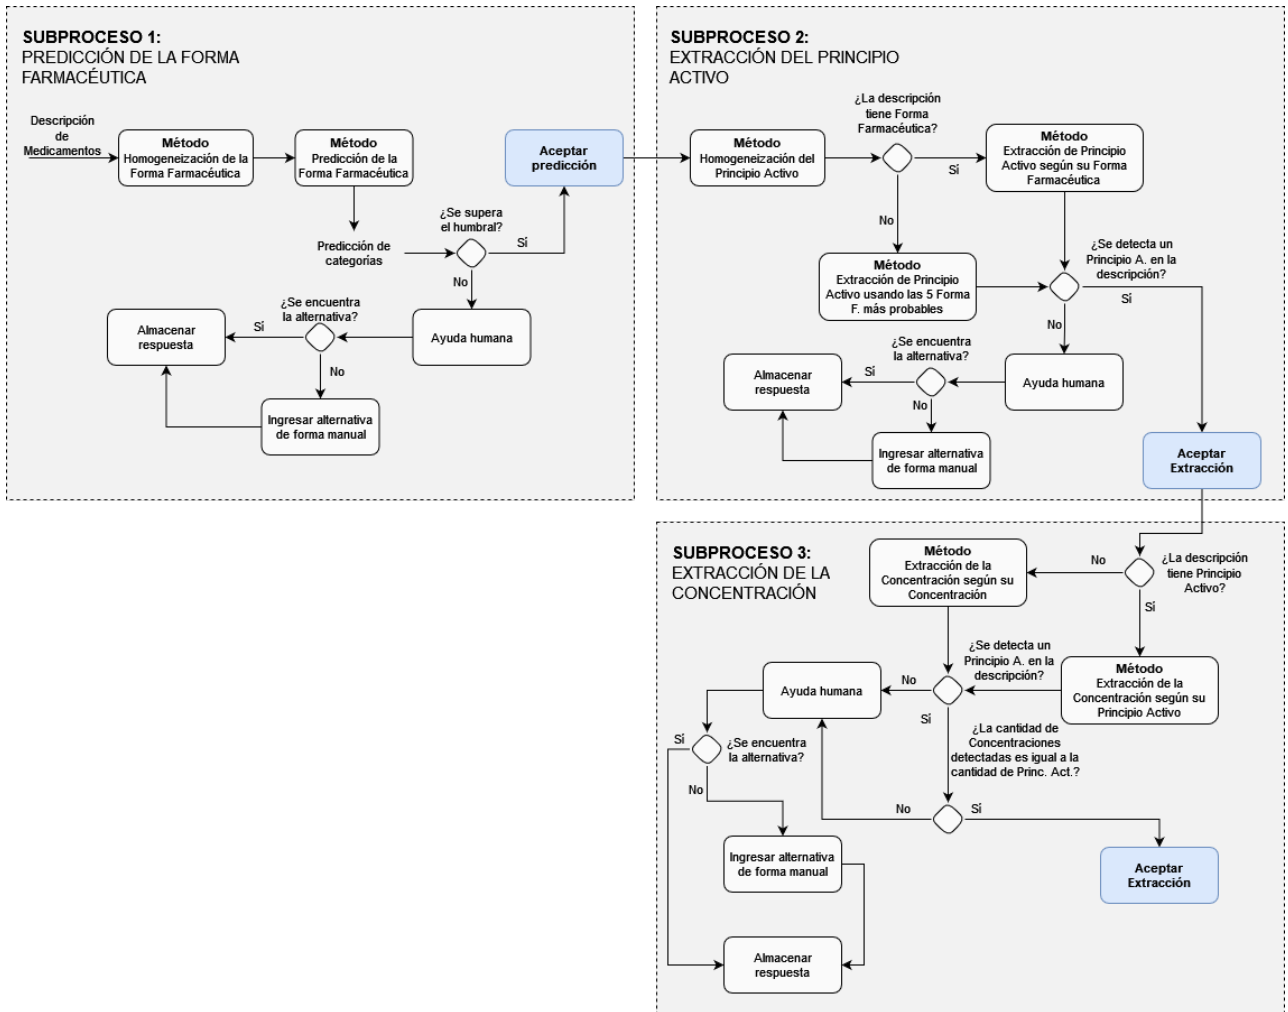 SUBPROCESO 1:
PREDICCIÓN DE LA FORMA
FARMACÉUTICA
Descripción
de
Medicamentos
Método
Homogeneización de la
Forma Farmacéutica
Método
Predicción de la
Forma Farmacéutica
Aceptar
predicción
Predicción de
categorías
¿Se supera
el humbral?
Sí
No
Ayuda humana
¿Se encuentra
la alternativa?
Sí
No
Almacenar
respuesta
Ingresar alternativa
de forma manual
SUBPROCESO 2:
EXTRACCIÓN DEL PRINCIPIO
ACTIVO
Método
Homogeneización del
Principio Activo
¿La descripción
tiene Forma
Farmacéutica?
Sí
No
Método
Extracción de Principio
Activo según su Forma
Farmacéutica
Método
Extracción de Principio
Activo usando las 5 Forma
F. más probables
¿Se detecta un
Principio A. en la
descripción?
Sí
No
Ayuda humana
¿Se encuentra
la alternativa?
Sí
No
Almacenar
respuesta
Ingresar alternativa
de forma manual
Aceptar
Extracción
SUBPROCESO 3:
EXTRACCIÓN DE LA
CONCENTRACIÓN
¿La descripción
tiene Principio
Activo?
No
Sí
Método
Extracción de la
Concentración según su
Concentración
Método
Extracción de la
Concentración según su
Principio Activo
¿Se detecta un
Principio A. en la
descripción?
No
Sí
Ayuda humana
¿La cantidad de
Concentraciones
detectadas es igual a la
cantidad de Princ. Act.?
No
Sí
¿Se encuentra
la alternativa?
Sí
No
Ingresar alternativa
de forma manual
Almacenar
respuesta
Aceptar
Extracción